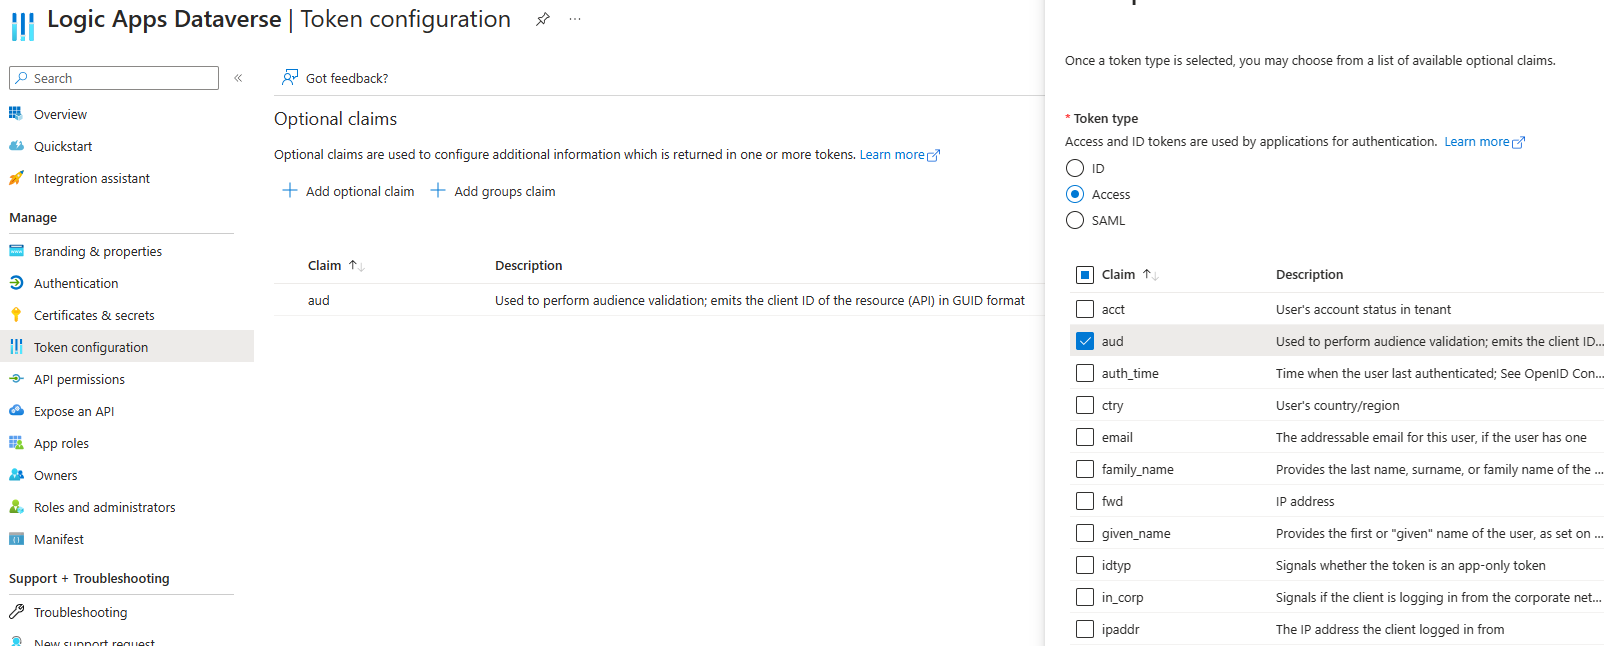 Logic Apps Dataverse | Token configuration
Search
Overview
Quickstart
Integration assistant
Manage
Branding & properties
Authentication
Certificates & secrets
Token configuration
API permissions
Expose an API
App roles
Owners
Roles and administrators
Manifest
Support + Troubleshooting
Troubleshooting
New support request
Got feedback?
Optional claims
Optional claims are used to configure additional information which is returned in one or more tokens. Learn more
Add optional claim Add groups claim
Claim Description
aud Used to perform audience validation; emits the client ID of the resource (API) in GUID format
Once a token type is selected, you may choose from a list of available optional claims.
* Token type
Access and ID tokens are used by applications for authentication. Learn more
ID
Access
SAML
Claim Description
acct User's account status in tenant
aud Used to perform audience validation; emits the client ID...
auth_time Time when the user last authenticated; See OpenID Con...
ctry User's country/region
email The addressable email for this user, if the user has one
family_name Provides the last name, surname, or family name of the ...
fwd IP address
given_name Provides the first or "given" name of the user, as set on ...
idtyp Signals whether the token is an app-only token
in_corp Signals if the client is logging in from the corporate net...
ipaddr The IP address the client logged in from